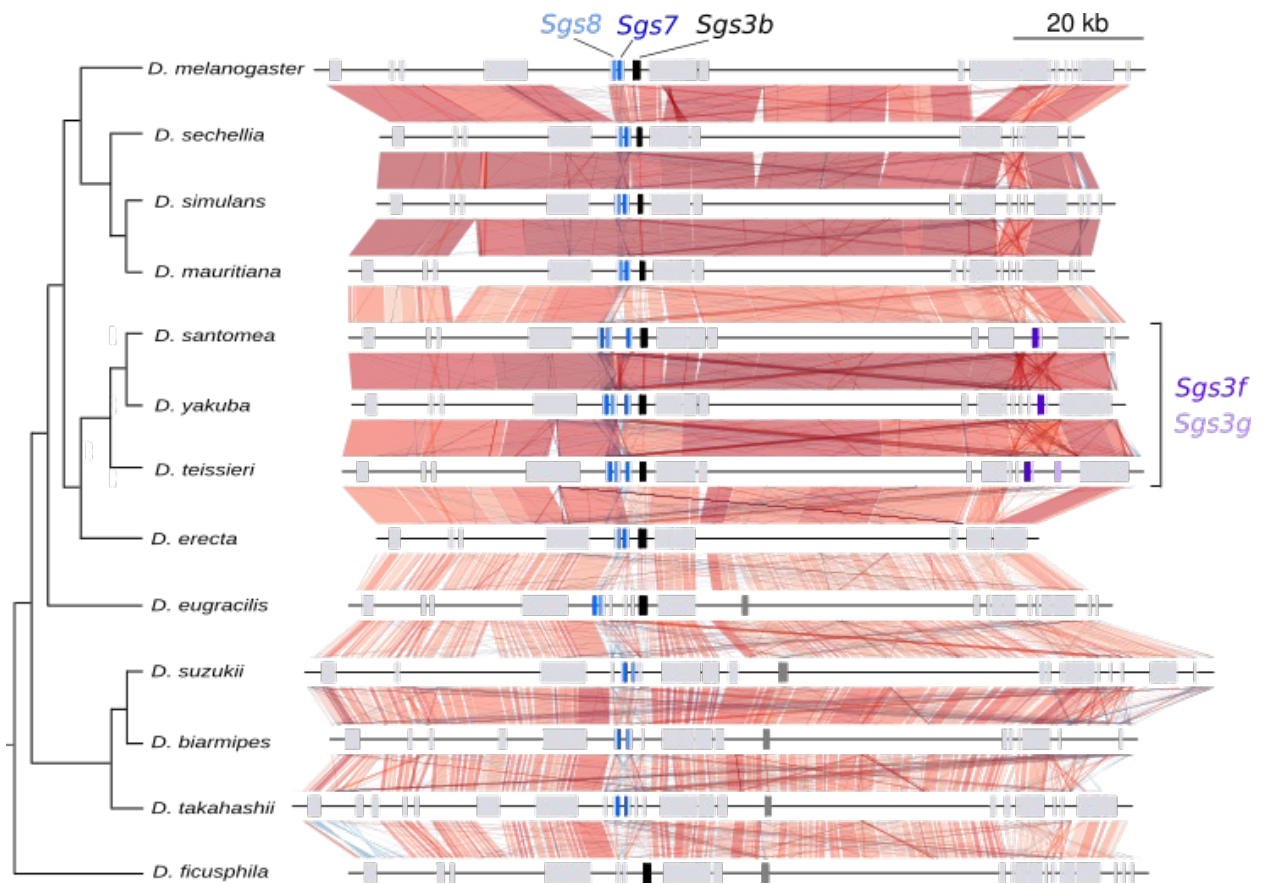 Sgs8 Sgs7 Sgs3b 20 kb
D. melanogaster
D. sechellia
D. simulans
D. mauritiana
D. santomea
D. yakuba
Sgs3f
Sgs3g
D. teissieri
D. erecta
D. eugracilis
D. suzukii
D. biarmipes
D. takahashii
D. ficusphila